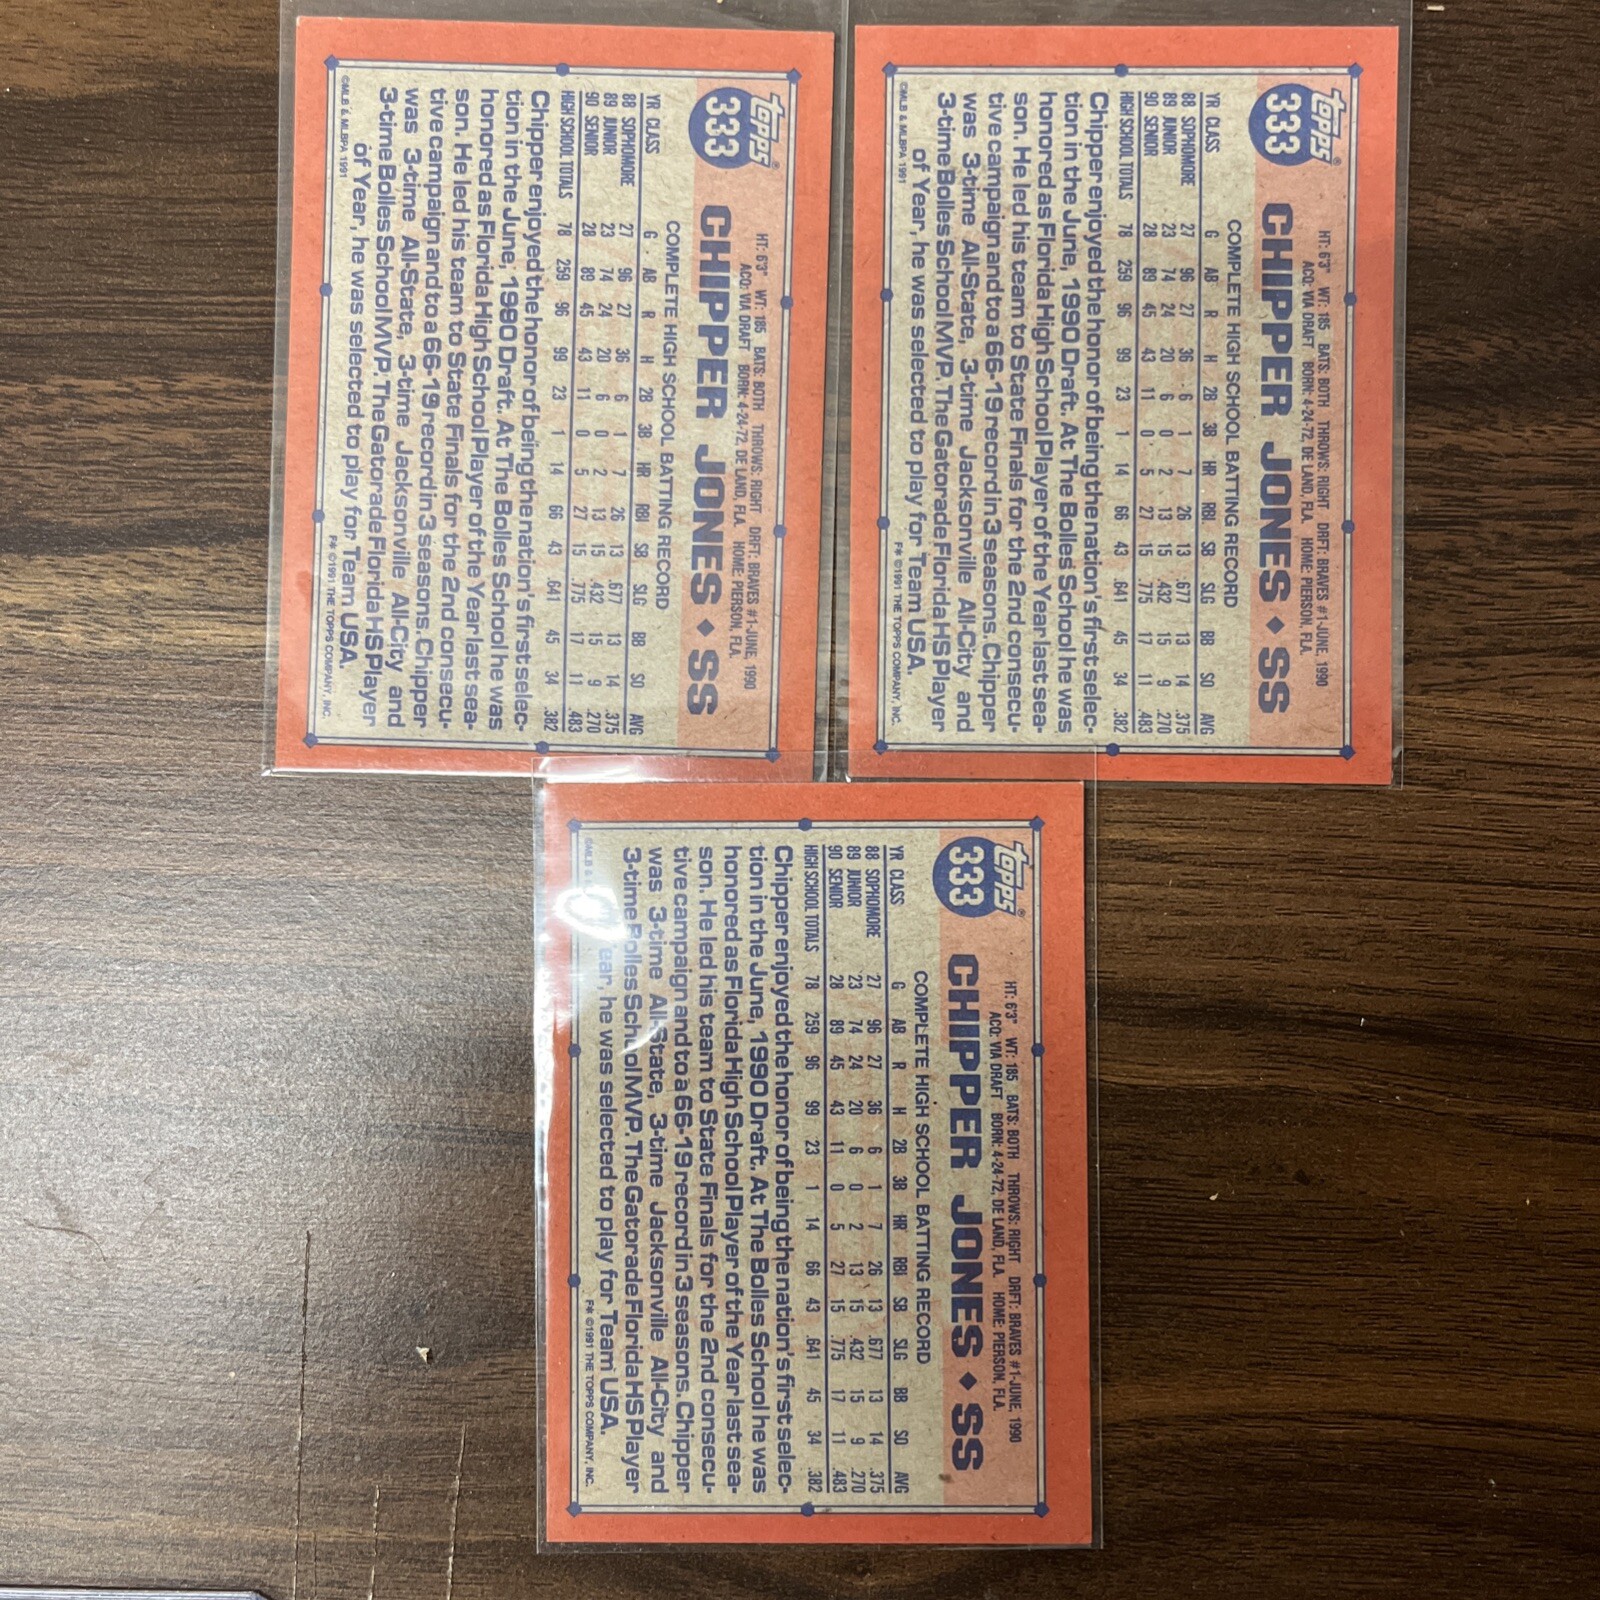 topps®
333
HT: 6'3" WT: 185 BATS: BOTH THROWS: RIGHT DRFT: BRAVES #1-JUNE, 1990
ACQ: VIA DRAFT BORN: 4-24-72, DE LAND, FLA. HOME: PIERSON, FLA.
CHIPPER JONES ♦ SS
COMPLETE HIGH SCHOOL BATTING RECORD
YR CLASS G AB R H 2B 3B HR RBI SB SLG BB SO AVG
88 SOPHOMORE 27 96 27 36 6 1 7 26 13 .677 13 14 .375
89 JUNIOR 23 74 24 20 6 0 2 13 15 .432 15 9 .270
90 SENIOR 28 89 45 43 11 0 5 27 15 .775 17 11 .483
HIGH SCHOOL TOTALS 78 259 96 99 23 1 14 66 43 .641 45 34 .382
Chipper enjoyed the honor of being the nation's first selec-
tion in the June, 1990 Draft. At The Bolles School he was
honored as Florida High School Player of the Year last sea-
son. He led his team to State Finals for the 2nd consecu-
tive campaign and to a 66-19 record in 3 seasons. Chipper
was 3-time All-State, 3-time Jacksonville All-City and
3-time Bolles School MVP. The Gatorade Florida HS Player
of Year, he was selected to play for Team USA.
©MLB & MLBPA 1991 F* ©1991 THE TOPPS COMPANY, INC.
topps®
333
HT: 6'3" WT: 185 BATS: BOTH THROWS: RIGHT DRFT: BRAVES #1-JUNE, 1990
ACQ: VIA DRAFT BORN: 4-24-72, DE LAND, FLA. HOME: PIERSON, FLA.
CHIPPER JONES ♦ SS
COMPLETE HIGH SCHOOL BATTING RECORD
YR CLASS G AB R H 2B 3B HR RBI SB SLG BB SO AVG
88 SOPHOMORE 27 96 27 36 6 1 7 26 13 .677 13 14 .375
89 JUNIOR 23 74 24 20 6 0 2 13 15 .432 15 9 .270
90 SENIOR 28 89 45 43 11 0 5 27 15 .775 17 11 .483
HIGH SCHOOL TOTALS 78 259 96 99 23 1 14 66 43 .641 45 34 .382
Chipper enjoyed the honor of being the nation's first selec-
tion in the June, 1990 Draft. At The Bolles School he was
honored as Florida High School Player of the Year last sea-
son. He led his team to State Finals for the 2nd consecu-
tive campaign and to a 66-19 record in 3 seasons. Chipper
was 3-time All-State, 3-time Jacksonville All-City and
3-time Bolles School MVP. The Gatorade Florida HS Player
of Year, he was selected to play for Team USA.
©MLB & MLBPA 1991 F* ©1991 THE TOPPS COMPANY, INC.
topps®
333
HT: 6'3" WT: 185 BATS: BOTH THROWS: RIGHT DRFT: BRAVES #1-JUNE, 1990
ACQ: VIA DRAFT BORN: 4-24-72, DE LAND, FLA. HOME: PIERSON, FLA.
CHIPPER JONES ♦ SS
COMPLETE HIGH SCHOOL BATTING RECORD
YR CLASS G AB R H 2B 3B HR RBI SB SLG BB SO AVG
88 SOPHOMORE 27 96 27 36 6 1 7 26 13 .677 13 14 .375
89 JUNIOR 23 74 24 20 6 0 2 13 15 .432 15 9 .270
90 SENIOR 28 89 45 43 11 0 5 27 15 .775 17 11 .483
HIGH SCHOOL TOTALS 78 259 96 99 23 1 14 66 43 .641 45 34 .382
Chipper enjoyed the honor of being the nation's first selec-
tion in the June, 1990 Draft. At The Bolles School he was
honored as Florida High School Player of the Year last sea-
son. He led his team to State Finals for the 2nd consecu-
tive campaign and to a 66-19 record in 3 seasons. Chipper
was 3-time All-State, 3-time Jacksonville All-City and
3-time Bolles School MVP. The Gatorade Florida HS Player
he was selected to play for Team USA.
©MLB & F* ©1991 THE TOPPS COMPANY, INC.